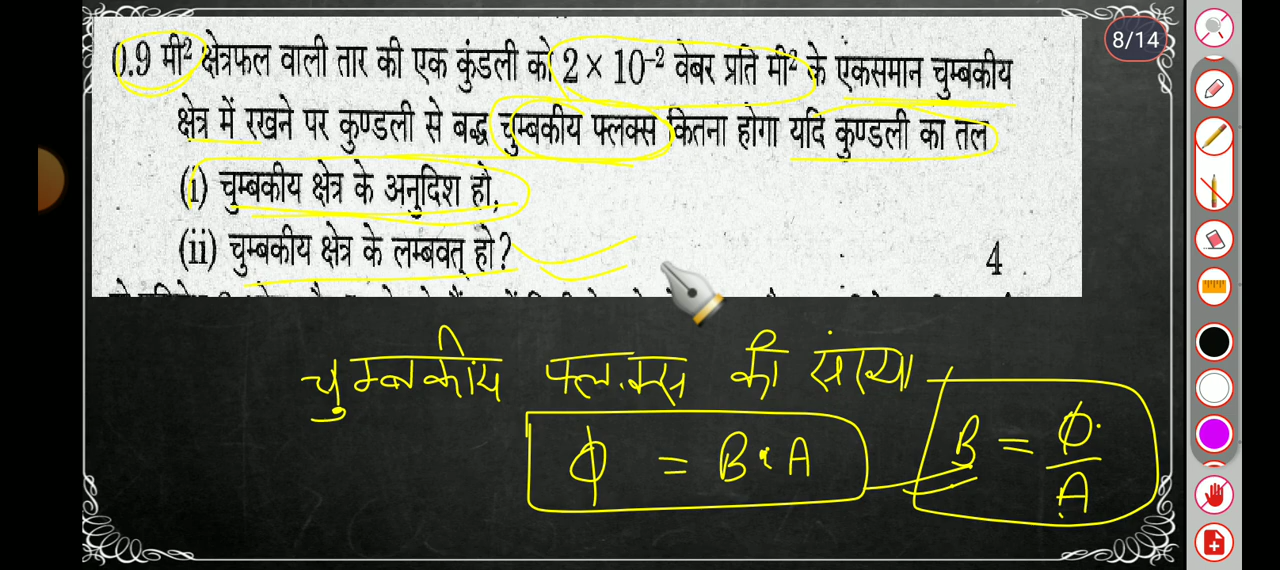 8/14
0.9 मी² क्षेत्रफल वाली तार की एक कुंडली को 2 × 10⁻² वेबर प्रति मी² के एकसमान चुम्बकीय
क्षेत्र में रखने पर कुण्डली से बद्ध चुम्बकीय फ्लक्स कितना होगा यदि कुण्डली का तल
(i) चुम्बकीय क्षेत्र के अनुदिश हो,
(ii) चुम्बकीय क्षेत्र के लम्बवत् हो?
4
चुम्बकीय फ्लक्स की
ϕ = B · A
B = ϕ / A